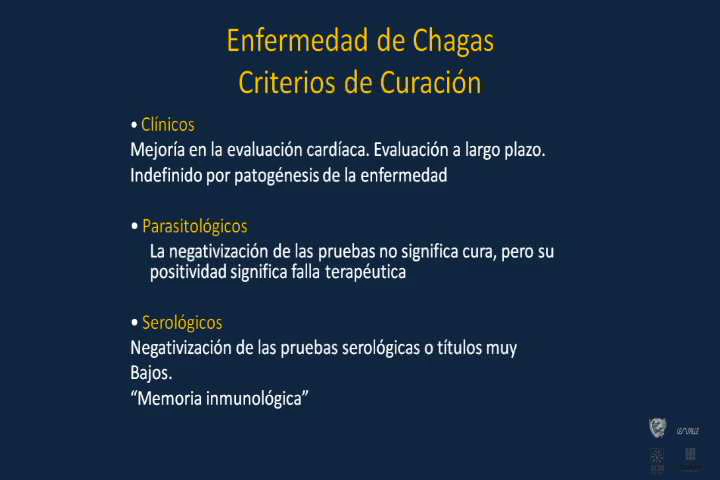 Enfermedad de Chagas
Criterios de Curación
• Clínicos
Mejoría en la evaluación cardíaca. Evaluación a largo plazo.
Indefinido por patogénesis de la enfermedad
• Parasitológicos
La negativización de las pruebas no significa cura, pero su
positividad significa falla terapéutica
• Serológicos
Negativización de las pruebas serológicas o títulos muy
Bajos.
“Memoria inmunológica”